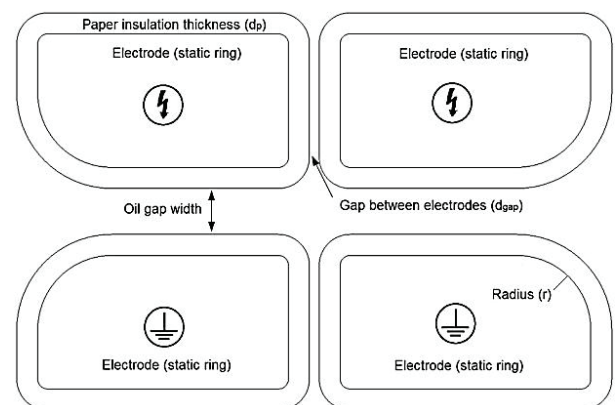 Paper insulation thickness (dp)
Electrode (static ring)
Electrode (static ring)
Oil gap width
Gap between electrodes (dgap)
Radius (r)
Electrode (static ring)
Electrode (static ring)